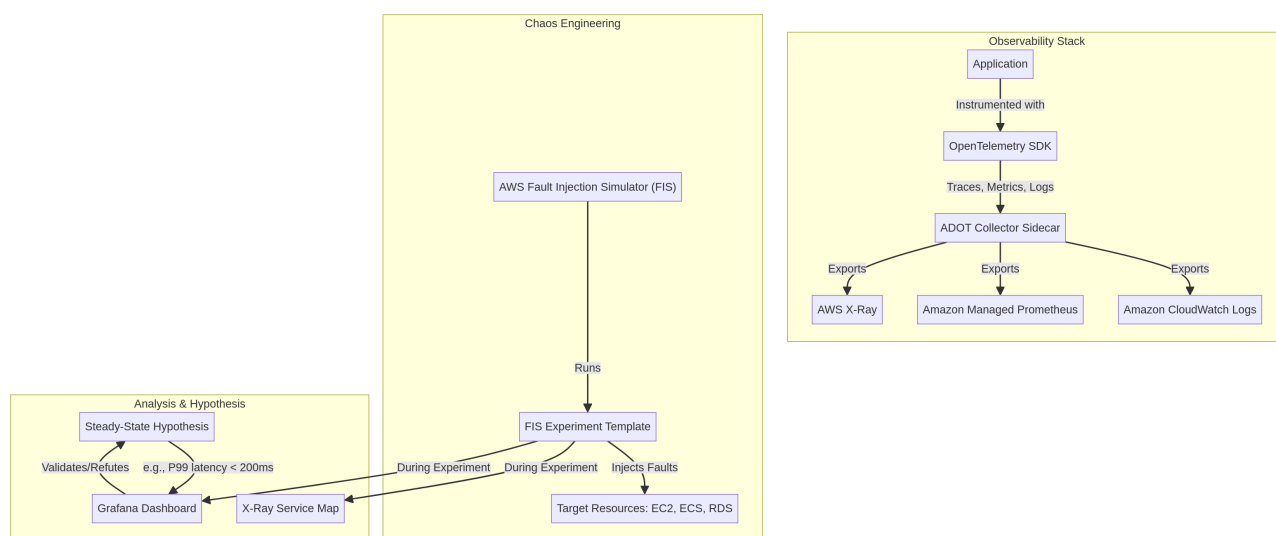 Chaos Engineering
AWS Fault Injection Simulator (FIS)
Runs
FIS Experiment Template
During Experiment
During Experiment
Injects Faults
Target Resources: EC2, ECS, RDS
Observability Stack
Application
Instrumented with
OpenTelemetry SDK
Traces, Metrics, Logs
ADOT Collector Sidecar
Exports
Exports
Exports
AWS X-Ray
Amazon Managed Prometheus
Amazon CloudWatch Logs
Analysis & Hypothesis
Steady-State Hypothesis
Validates/Refutes
e.g., P99 latency < 200ms
Grafana Dashboard
X-Ray Service Map